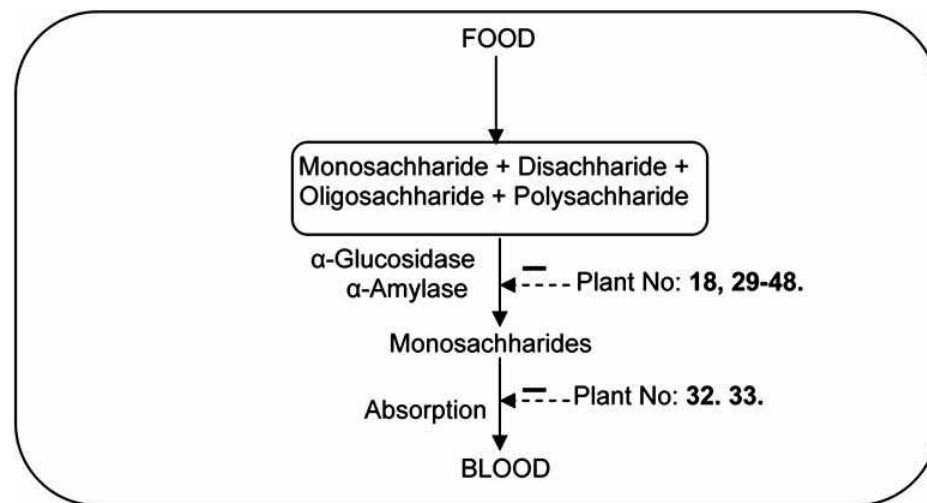 FOOD
Monosachharide + Disachharide +
Oligosachharide + Polysachharide
α-Glucosidase
α-Amylase
Plant No: 18, 29-48.
Monosachharides
Plant No: 32. 33.
Absorption
BLOOD